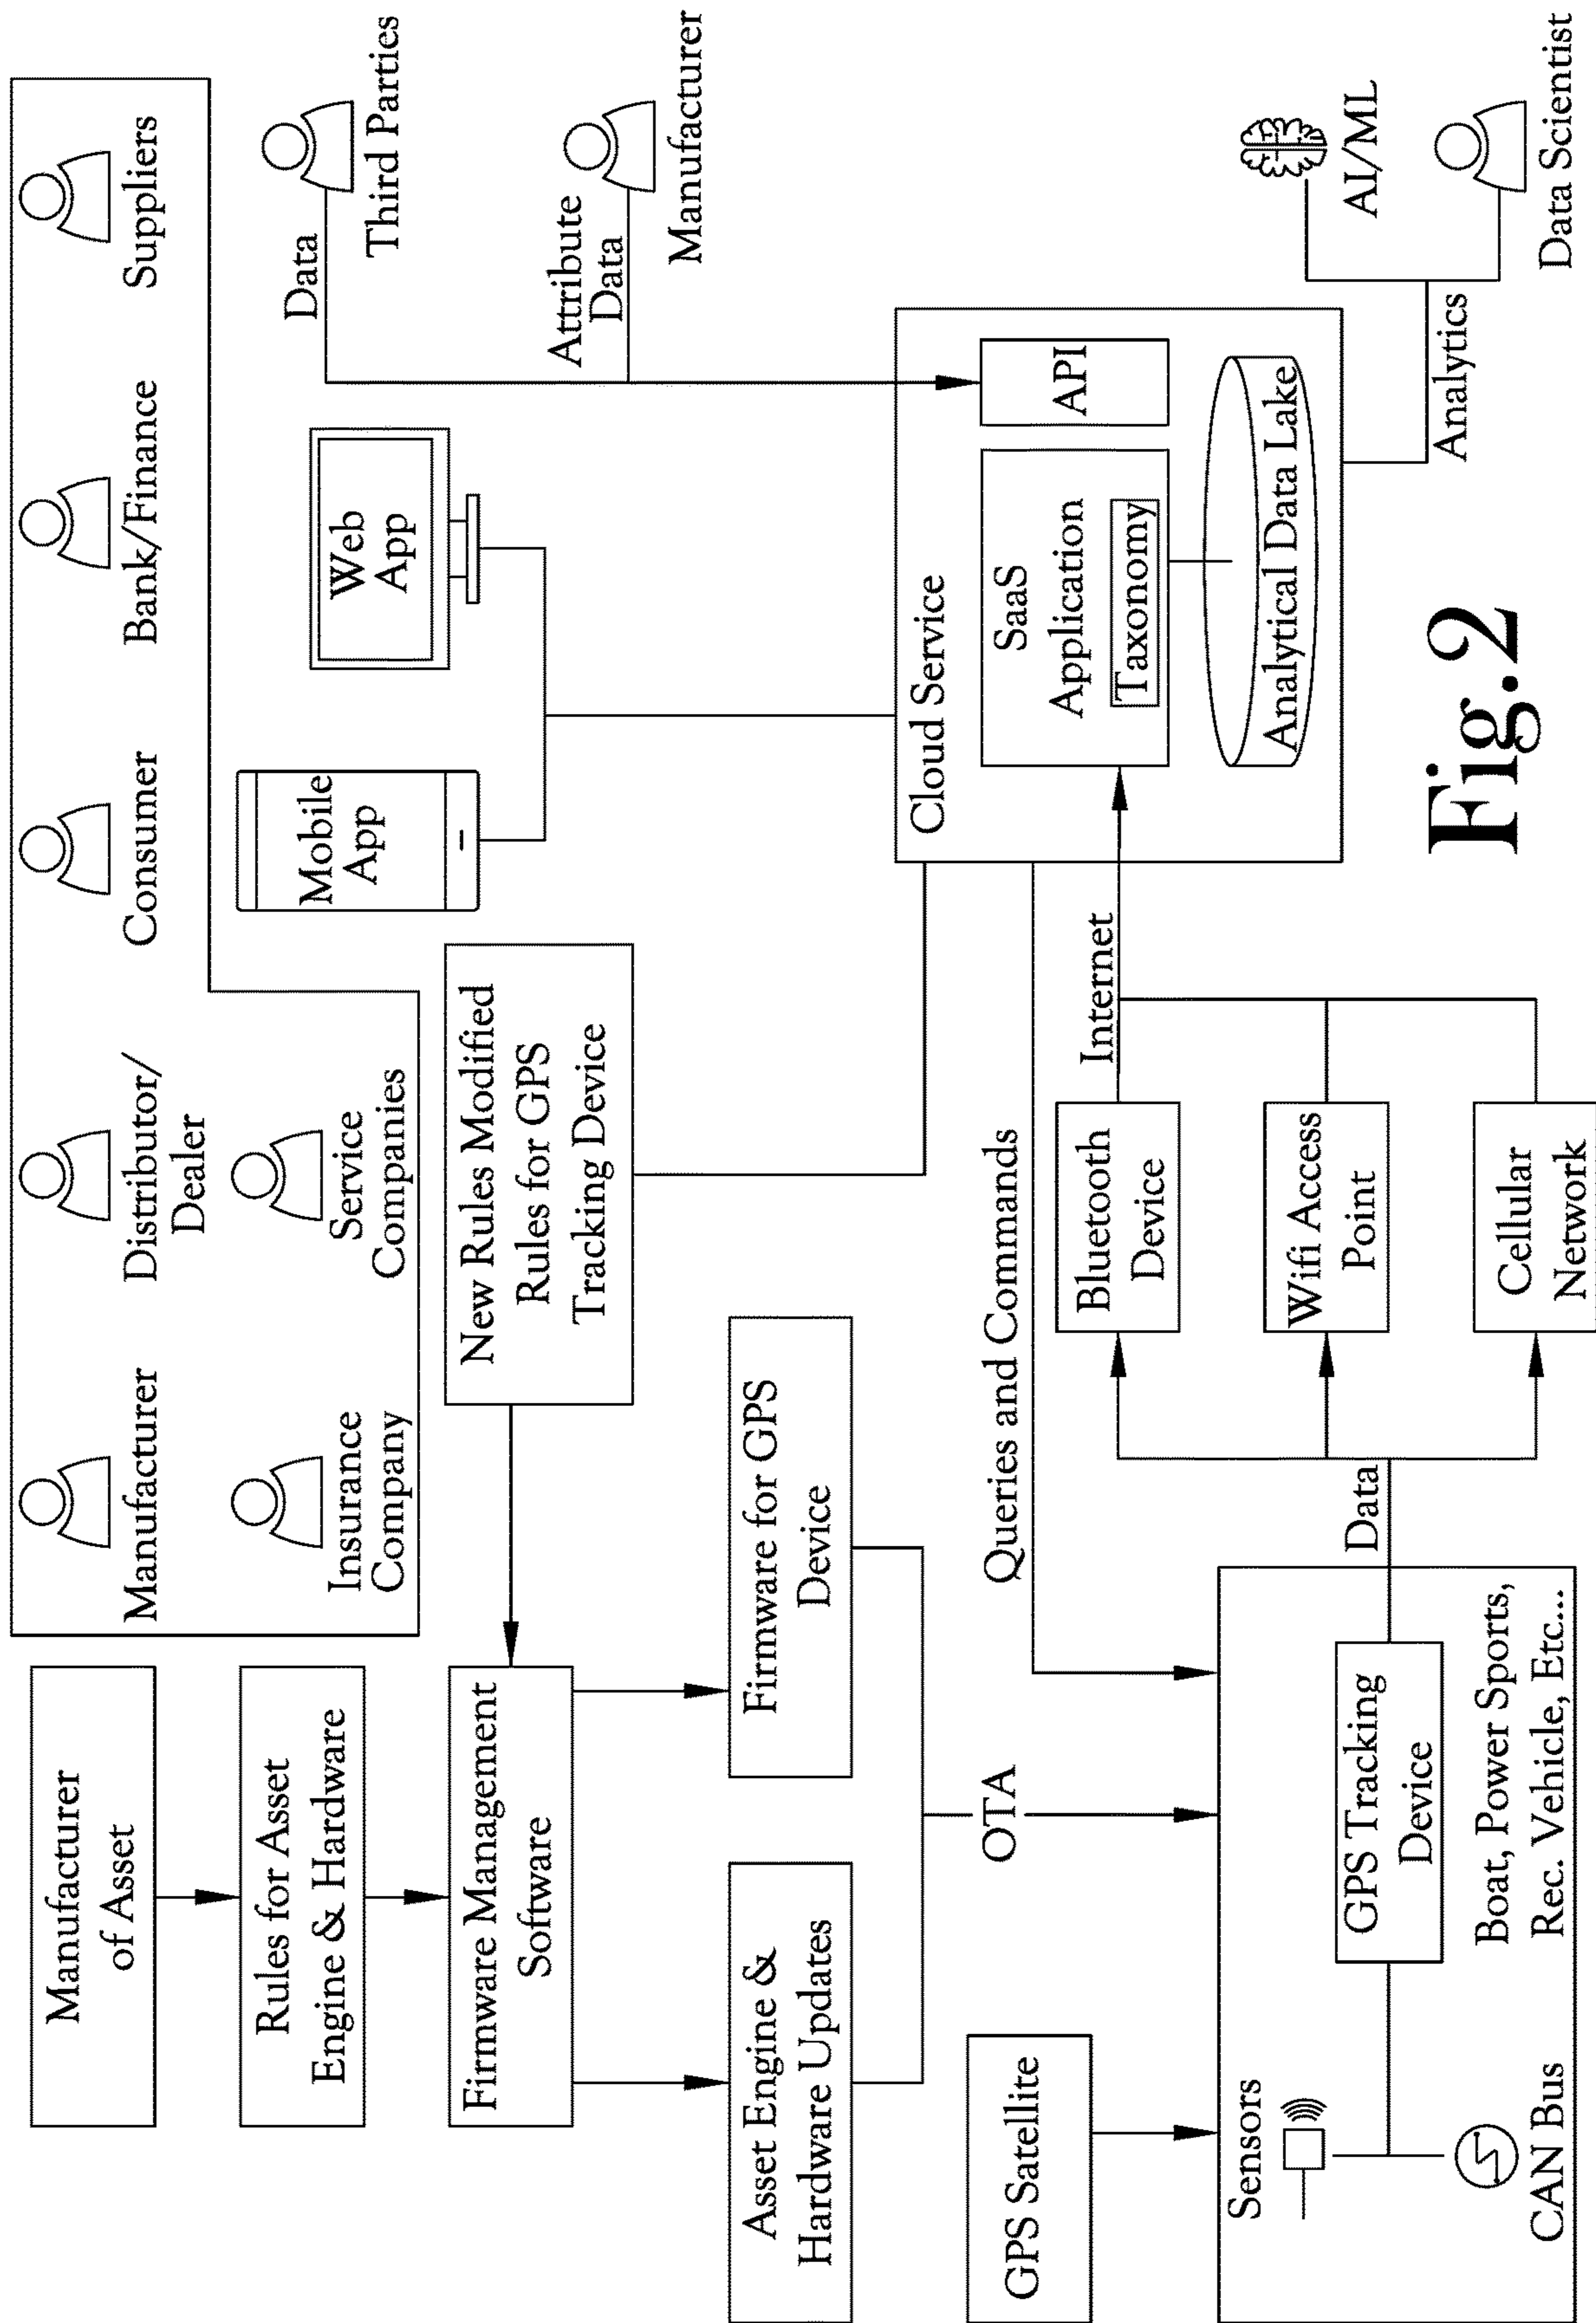 Manufacturer
of Asset
Rules for Asset
Engine & Hardware
Firmware Management
Software
Asset Engine &
Hardware Updates
Firmware for GPS
Device
OTA
GPS Satellite
Manufacturer
Distributor/
Dealer
Consumer
Bank/Finance
Suppliers
Insurance
Company
Service
Companies
New Rules Modified
Rules for GPS
Tracking Device
Mobile
App
Web
App
Data
Third Parties
Attribute
Data
Manufacturer
Queries and Commands
Cloud Service
SaaS
Application
Taxonomy
API
Analytical Data Lake
Analytics
AI/ML
Data Scientist
Sensors
CAN Bus
GPS Tracking
Device
Boat, Power Sports,
Rec. Vehicle, Etc...
Data
Bluetooth
Device
Wifi Access
Point
Cellular
Network
Internet
Fig.2